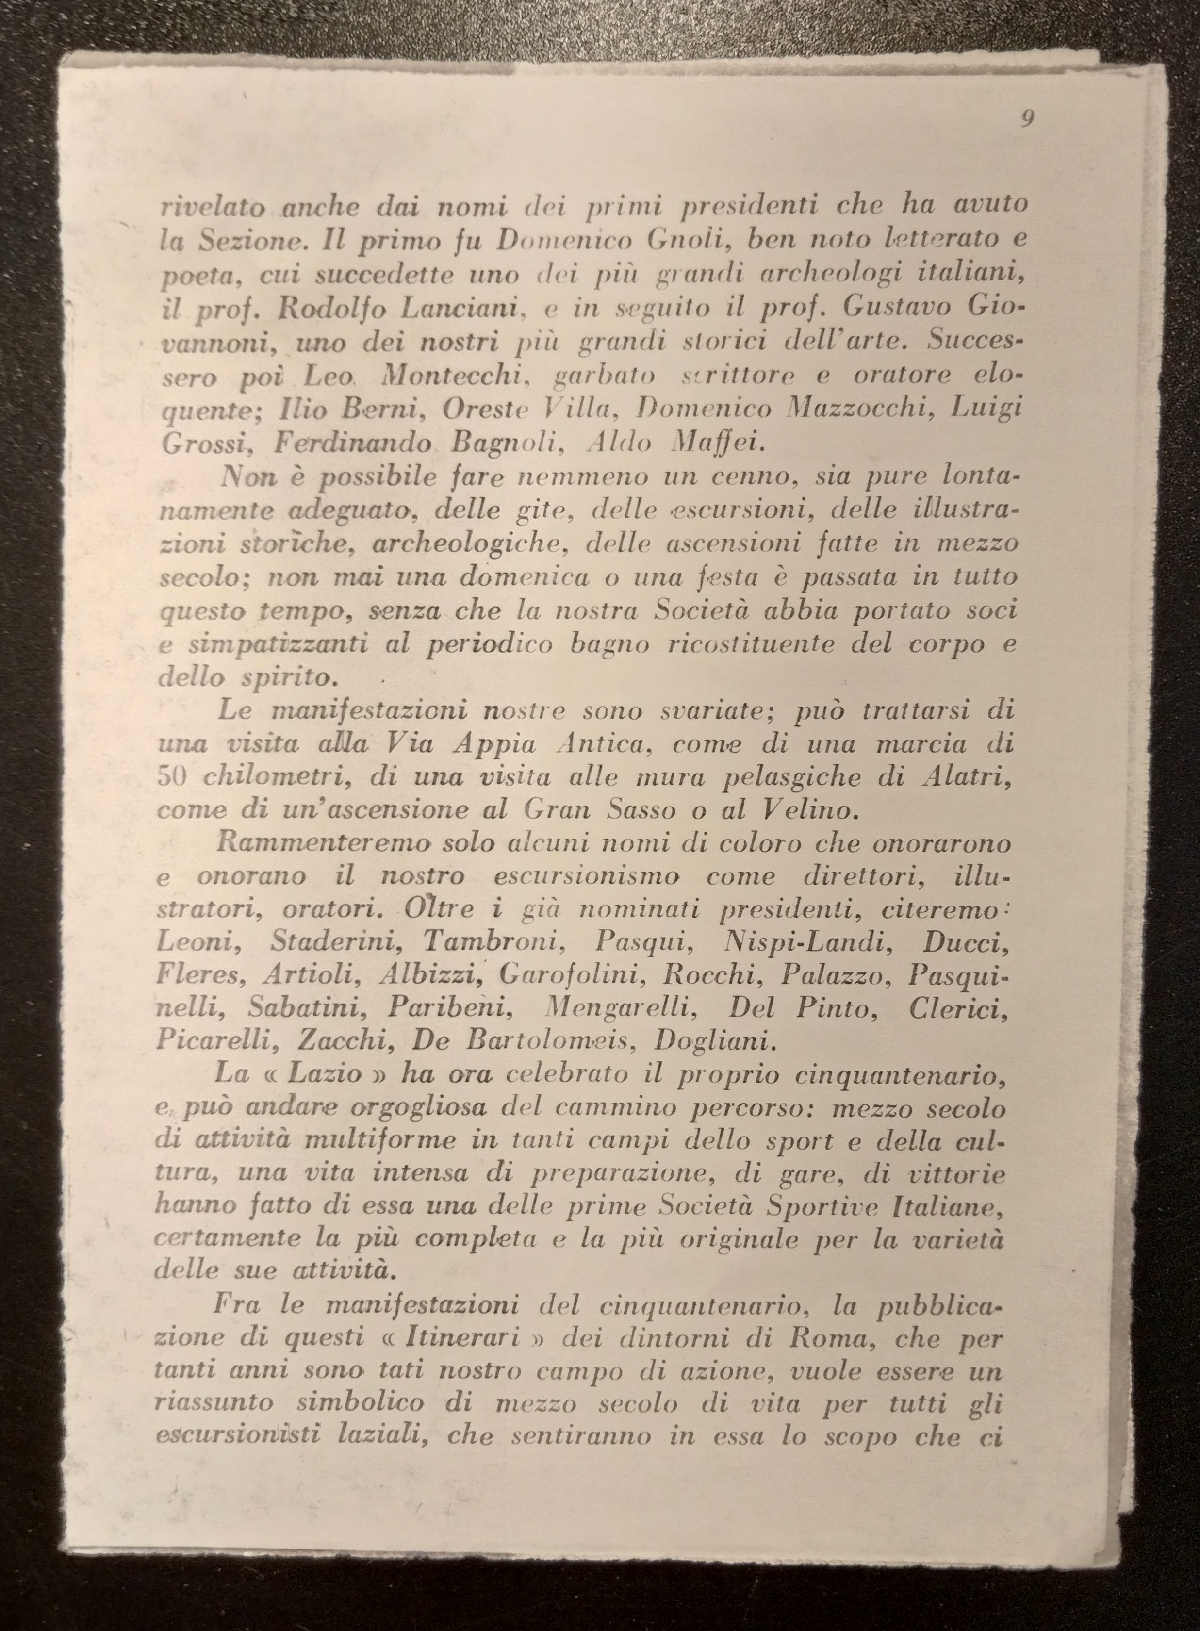 9
rivelato anche dai nomi dei primi presidenti che ha avuto
la Sezione. Il primo fu Domenico Gnoli, ben noto letterato e
poeta, cui succedette uno dei più grandi archeologi italiani,
il prof. Rodolfo Lanciani, e in seguito il prof. Gustavo Gio-
vannoni, uno dei nostri più grandi storici dell'arte. Succes-
sero poi Leo Montecchi, garbato scrittore e oratore elo-
quente; Ilio Berni, Oreste Villa, Domenico Mazzocchi, Luigi
Grossi, Ferdinando Bagnoli, Aldo Maffei.
Non è possibile fare nemmeno un cenno, sia pure lonta-
namente adeguato, delle gite, delle escursioni, delle illustra-
zioni storiche, archeologiche, delle ascensioni fatte in mezzo
secolo; non mai una domenica o una festa è passata in tutto
questo tempo, senza che la nostra Società abbia portato soci
e simpatizzanti al periodico bagno ricostituente del corpo e
dello spirito.
Le manifestazioni nostre sono svariate; può trattarsi di
una visita alla Via Appia Antica, come di una marcia di
50 chilometri, di una visita alle mura pelasgiche di Alatri,
come di un'ascensione al Gran Sasso o al Velino.
Rammenteremo solo alcuni nomi di coloro che onorarono
e onorano il nostro escursionismo come direttori, illu-
stratori, oratori. Oltre i già nominati presidenti, citeremo:
Leoni, Staderini, Tambroni, Pasqui, Nispi-Landi, Ducci,
Fleres, Artioli, Albizzi, Garofolini, Rocchi, Palazzo, Pasqui-
nelli, Sabatini, Paribeni, Mengarelli, Del Pinto, Clerici,
Picarelli, Zacchi, De Bartolomeis, Dogliani.
La « Lazio » ha ora celebrato il proprio cinquantenario,
e può andare orgogliosa del cammino percorso: mezzo secolo
di attività multiforme in tanti campi dello sport e della cul-
tura, una vita intensa di preparazione, di gare, di vittorie
hanno fatto di essa una delle prime Società Sportive Italiane,
certamente la più completa e la più originale per la varietà
delle sue attività.
Fra le manifestazioni del cinquantenario, la pubblica-
zione di questi « Itinerari » dei dintorni di Roma, che per
tanti anni sono tati nostro campo di azione, vuole essere un
riassunto simbolico di mezzo secolo di vita per tutti gli
escursionisti laziali, che sentiranno in essa lo scopo che ci